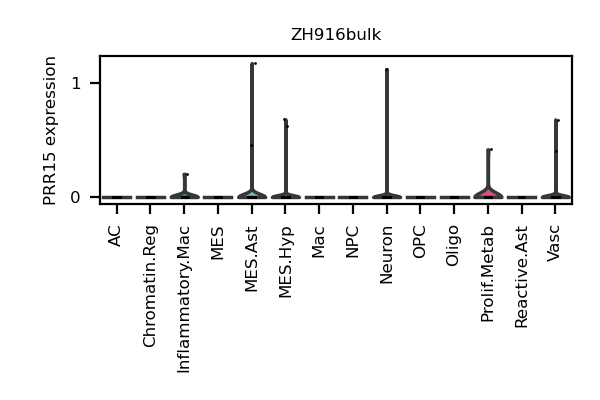 ZH916bulk
PRR15 expression
1
0
AC
Chromatin.Reg
Inflammatory.Mac
MES
MES.Ast
MES.Hyp
Mac
NPC
Neuron
OPC
Oligo
Prolif.Metab
Reactive.Ast
Vasc